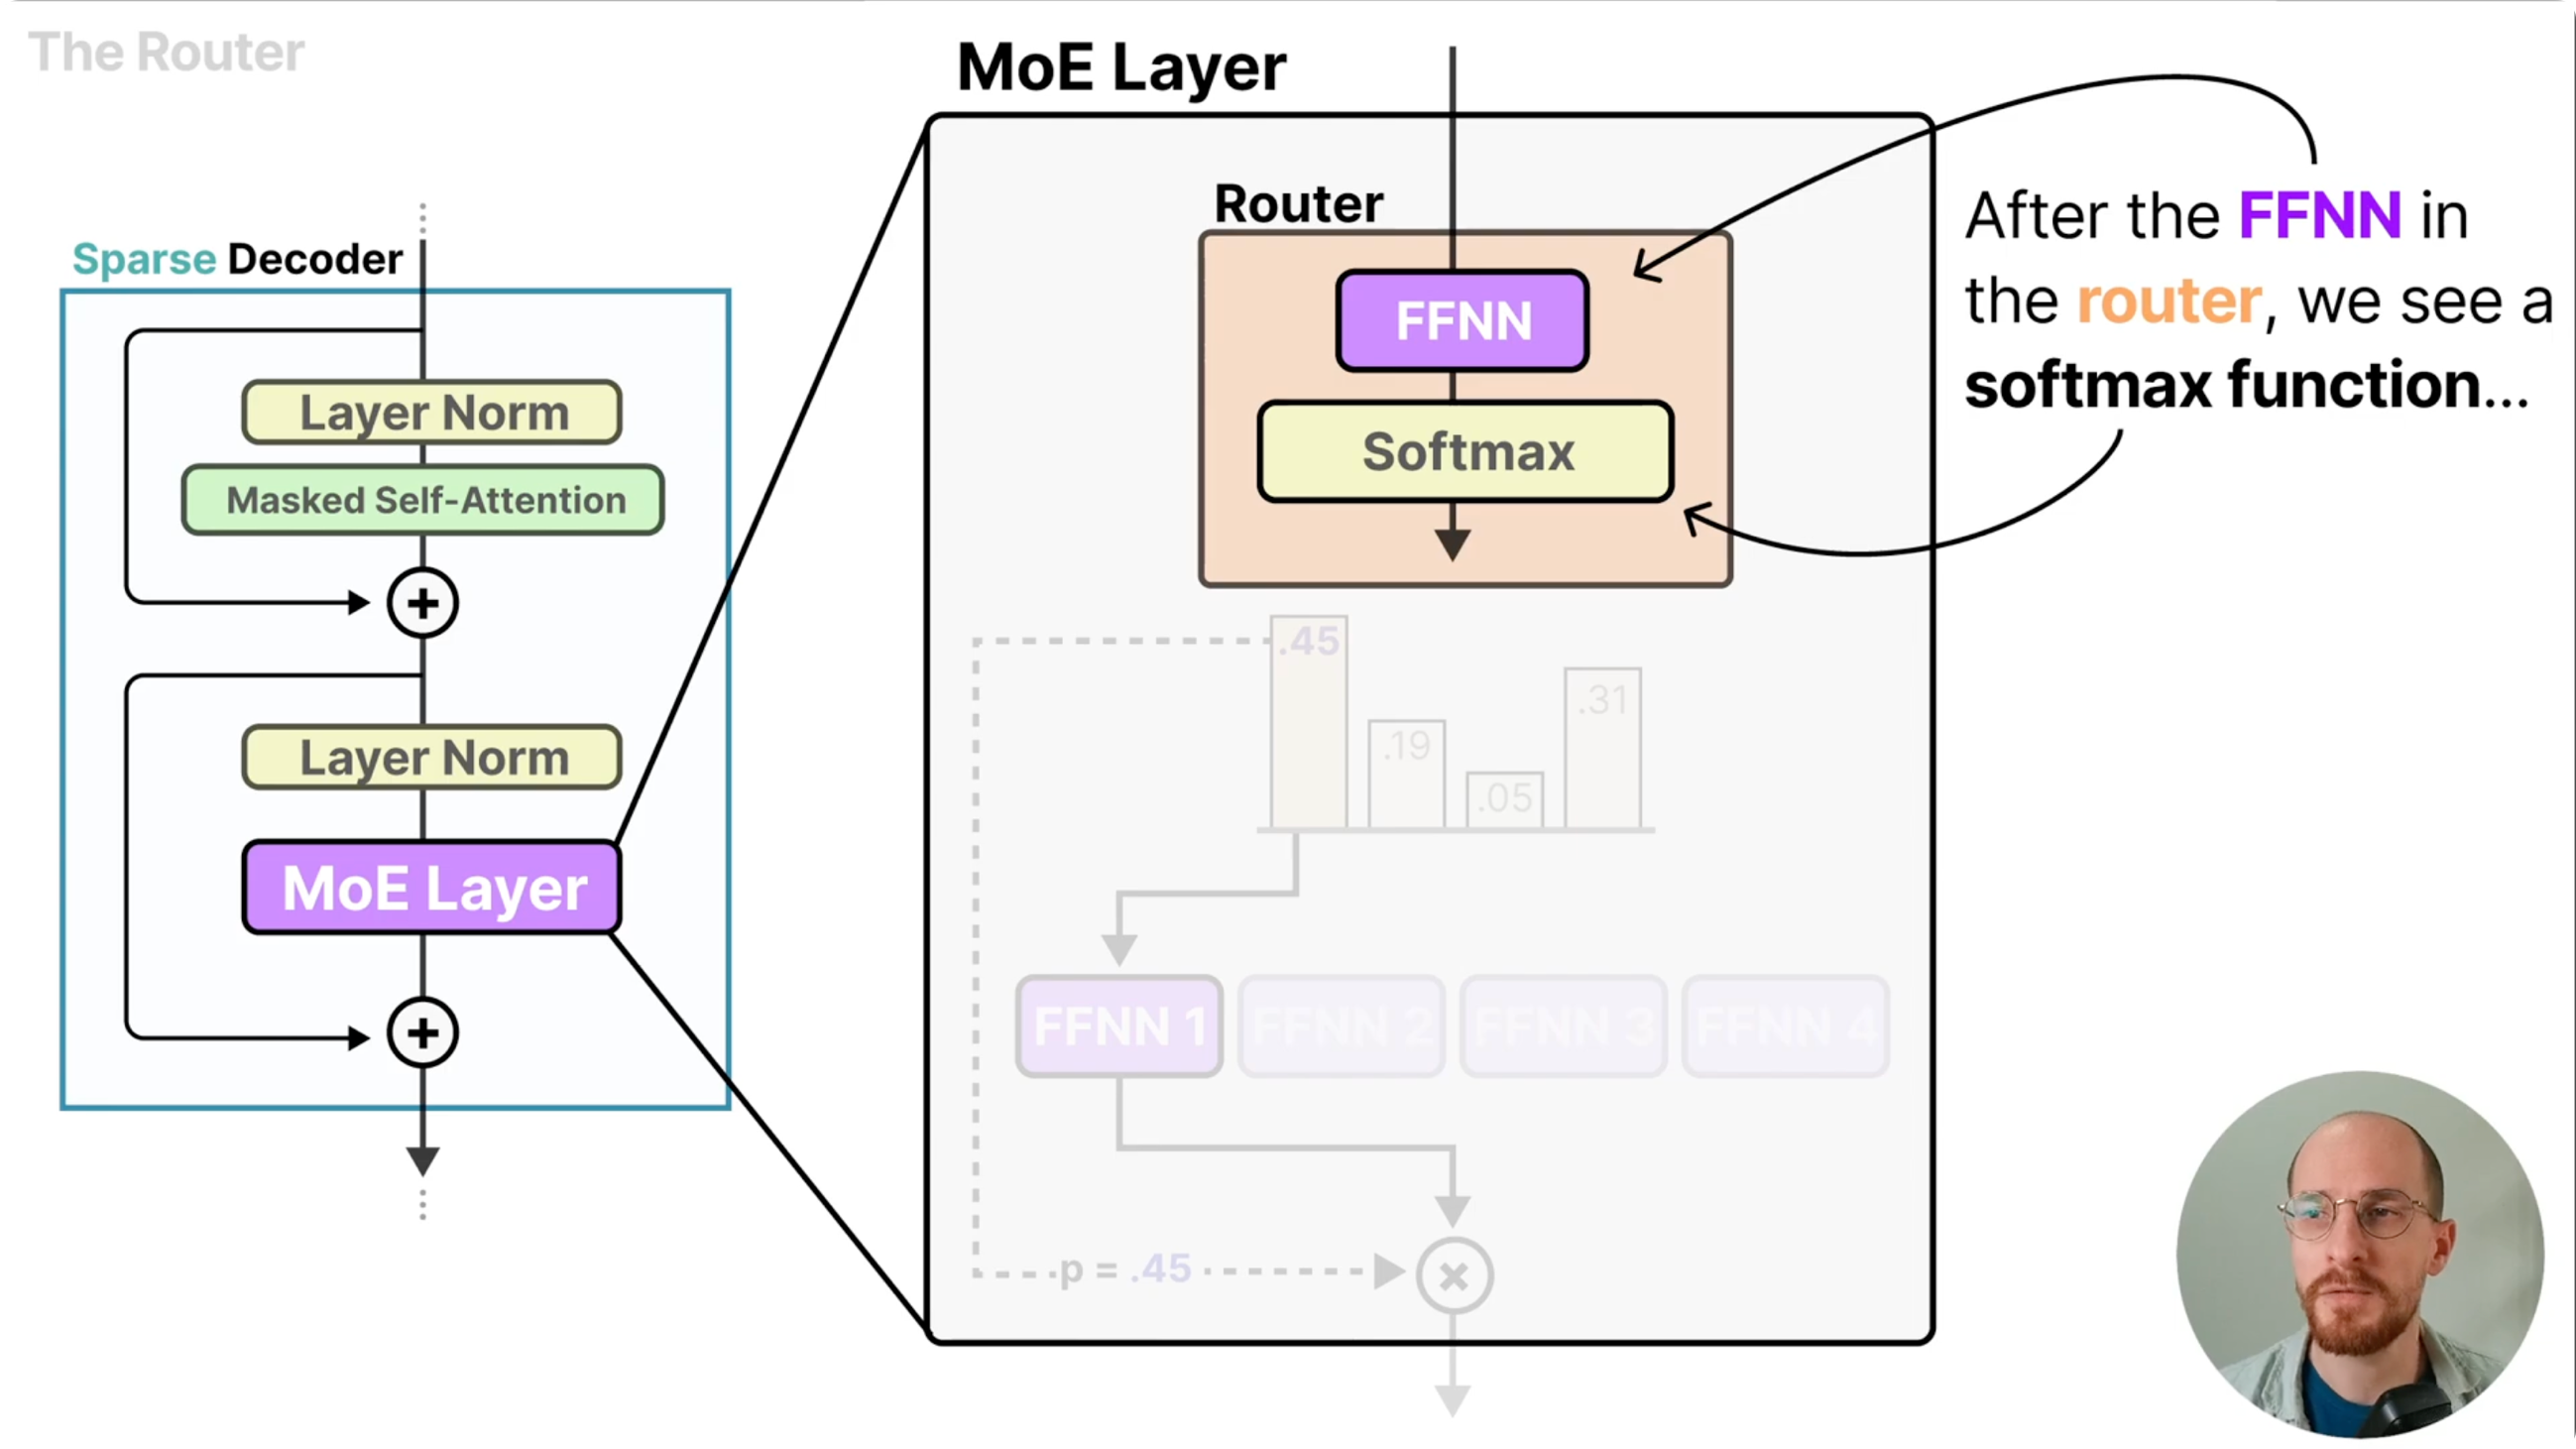 The Router
MoE Layer
Router
FFNN
Softmax
After the FFNN in
the router, we see a
softmax function...
Sparse Decoder
Layer Norm
Masked Self-Attention
+
Layer Norm
MoE Layer
+
.45
.19
.05
.31
FFNN 1
FFNN 2
FFNN 3
FFNN 4
p = .45
×